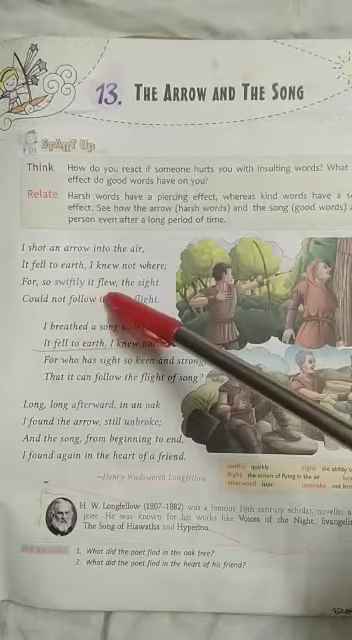 13. THE ARROW AND THE SONG
START UP
Think How do you react if someone hurts you with insulting words? What
effect do good words have on you?
Relate Harsh words have a piercing effect, whereas kind words have a
effect. See how the arrow (harsh words) and the song (good words)
person even after a long period of time.
I shot an arrow into the air,
It fell to earth, I knew not where;
For, so swiftly it flew, the sight
Could not follow flight.
I breathed a song
It fell to earth, I knew
For who has sight so keen and strong,
That it can follow the flight of song?
Long, long afterward, in an oak
I found the arrow, still unbroke;
And the song, from beginning to end,
I found again in the heart of a friend.
—Henry Wadsworth Longfellow
swiftly quickly sight the ability
flight the action of flying in the air
afterward later unbroke not
H. W. Longfellow (1807–1882) was a famous 19th century scholar, novelist
poet. He was known for his works like Voices of the Night,
The Song of Hiawatha and Hyperion.
1. What did the poet find in the oak tree?
2. What did the poet find in the heart of his friend?